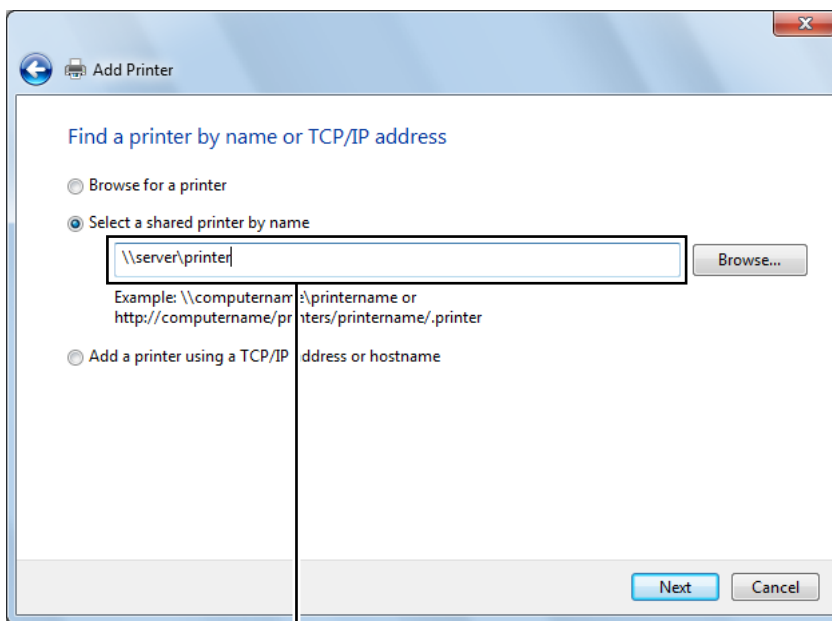 Add Printer
Find a printer by name or TCP/IP address
Browse for a printer
Select a shared printer by name
\\server\printer
Browse...
Example: \\computername\printername or
http://computername/printers/printername/.printer
Add a printer using a TCP/IP address or hostname
Next
Cancel